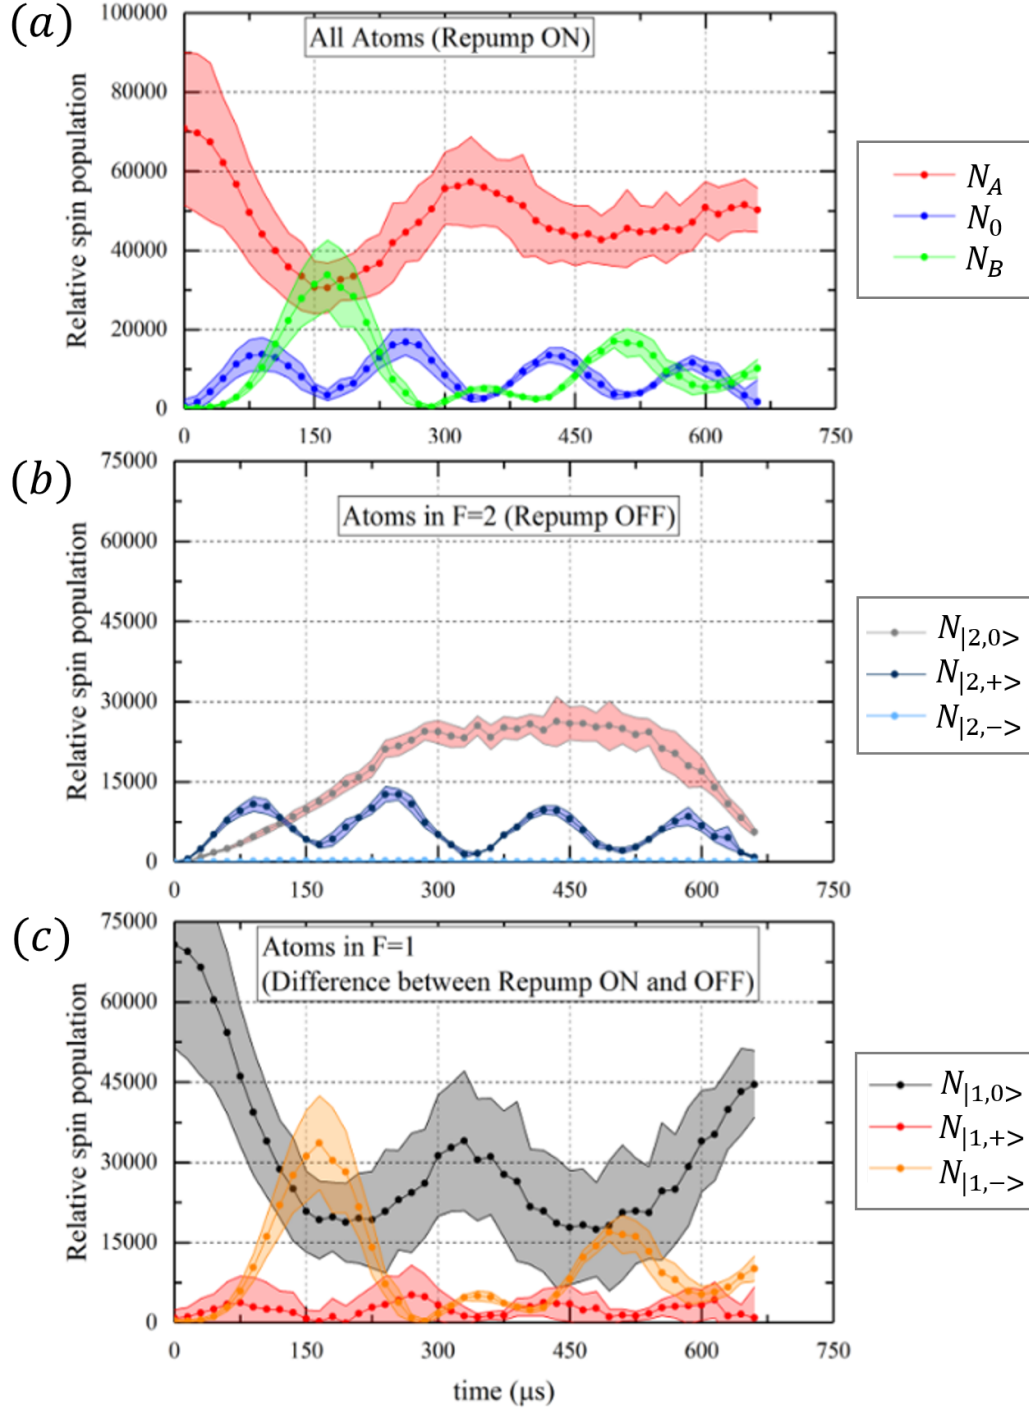 (a)
All Atoms (Repump ON)
Relative spin population
100000
80000
60000
40000
20000
0
0 150 300 450 600 750
N_A
N_0
N_B
(b)
Atoms in F=2 (Repump OFF)
Relative spin population
75000
60000
45000
30000
15000
0
0 150 300 450 600 750
N_|2,0>
N_|2,+>
N_|2,->
(c)
Atoms in F=1
(Difference between Repump ON and OFF)
Relative spin population
75000
60000
45000
30000
15000
0
0 150 300 450 600 750
time (μs)
N_|1,0>
N_|1,+>
N_|1,->